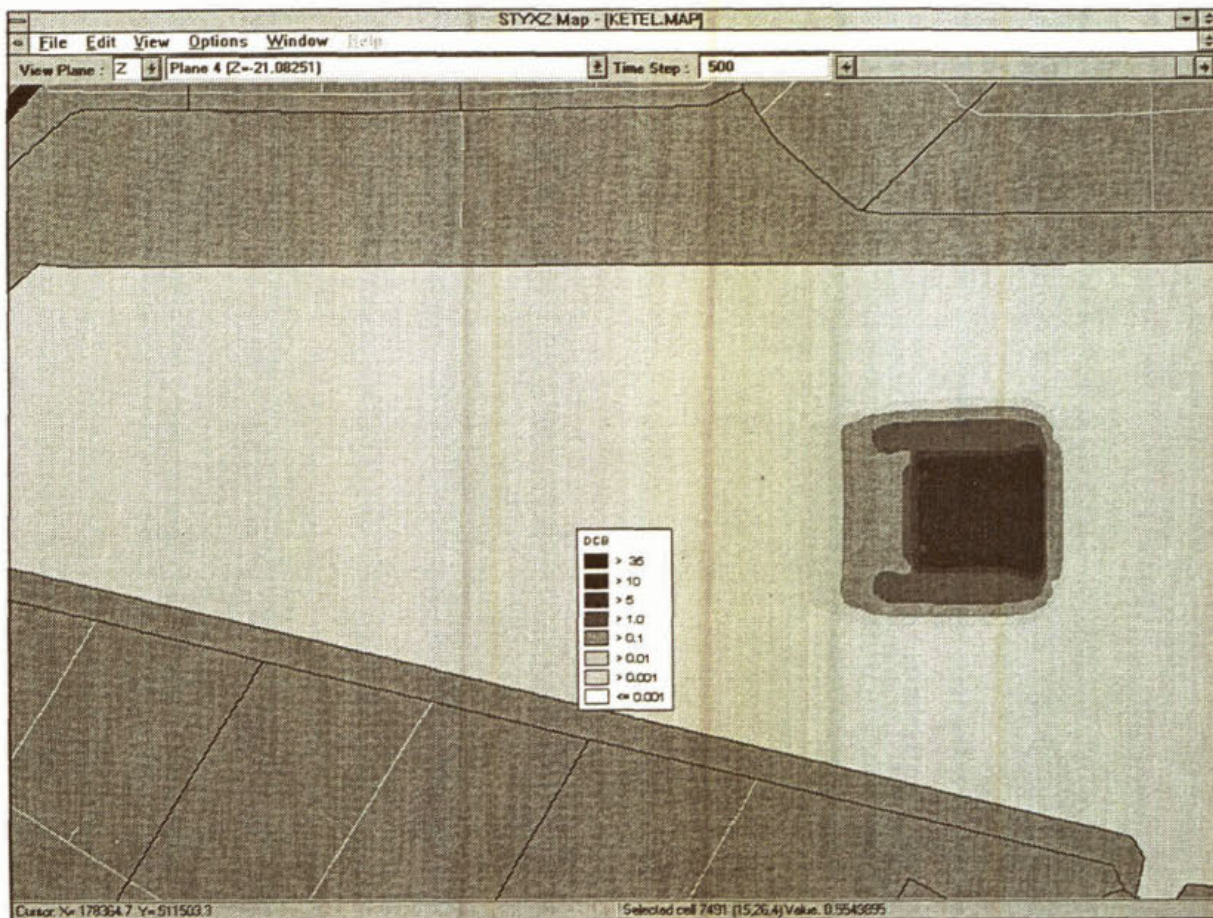 STYXZ Map - [KETEL.MAP]
File Edit View Options Window Help
View Plane : Z Plane 4 (Z=-21.08251) Time Step : 500
DCB
> 35
> 10
> 5
> 1.0
> 0.1
> 0.01
> 0.001
<= 0.001
Cursor: X= 178364.7 Y= 511503.3 Selected cell 7491 (15,26,4) Value.